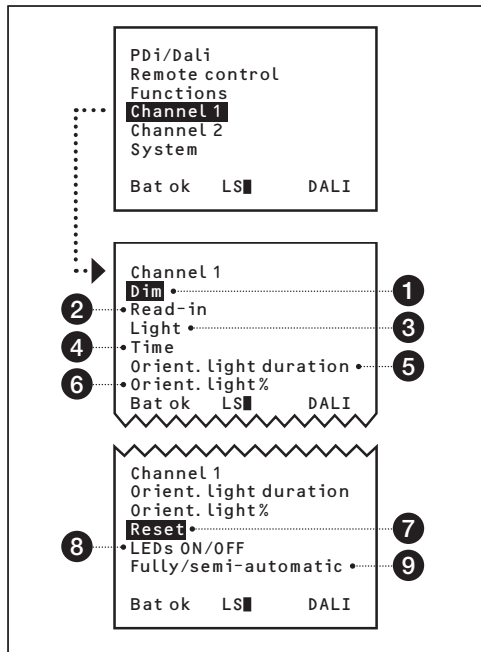 PDi/Dali
Remote control
Functions
Channel 1
Channel 2
System
Bat ok LS DALI
Channel 1
Dim 1
2 Read-in
Light 3
4 Time
Orient. light duration 5
6 Orient. light%
Bat ok LS DALI
Channel 1
Orient. light duration
Orient. light%
Reset 7
8 LEDs ON/OFF
Fully/semi-automatic 9
Bat ok LS DALI